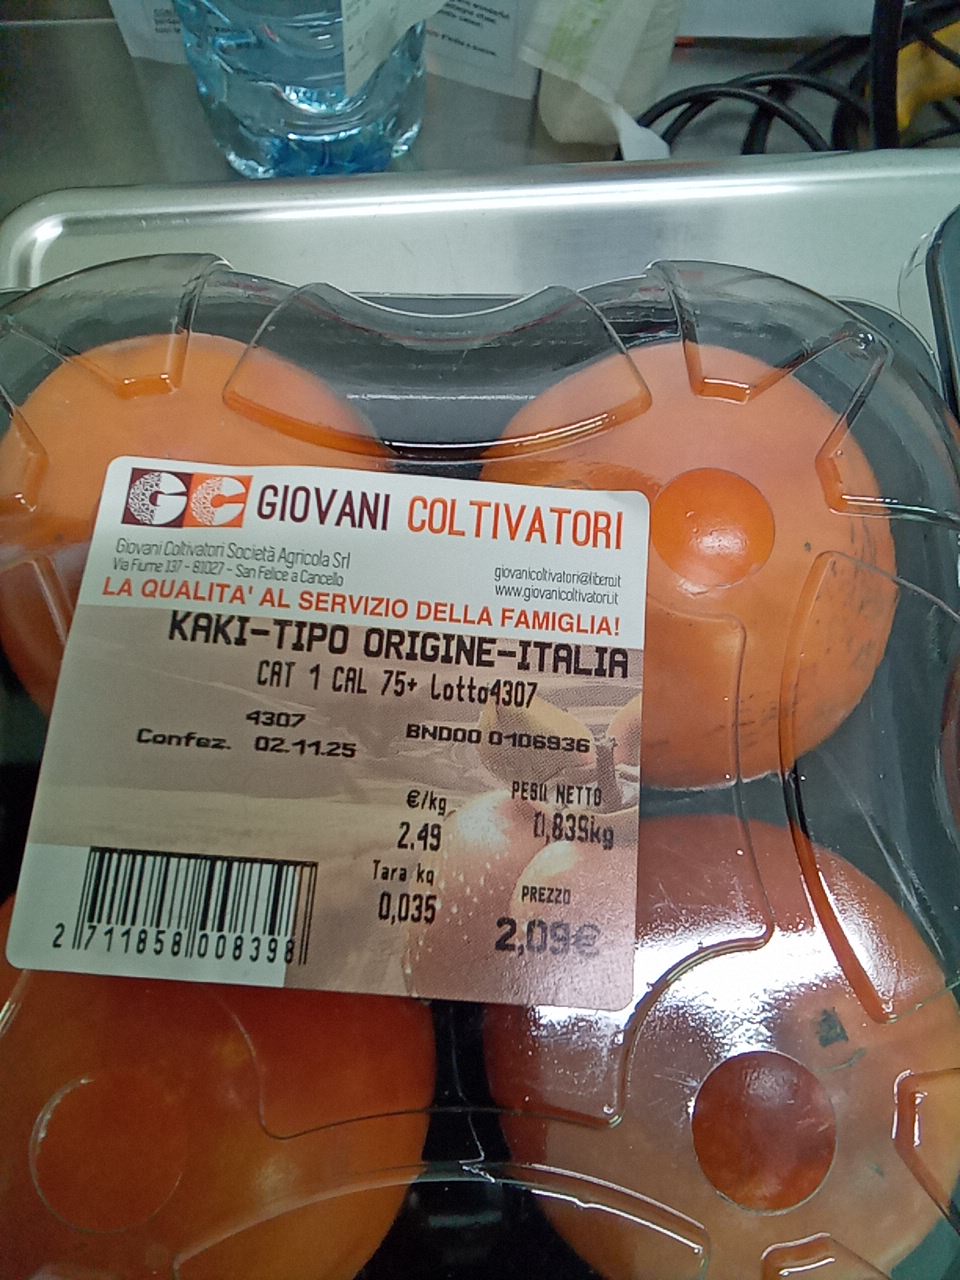 GC GIOVANI COLTIVATORI
Giovani Coltivatori Società Agricola Srl
Via Fiume 137 - 81027 - San Felice a Cancello
giovanicoltivatori@libero.it
www.giovanicoltivatori.it
LA QUALITA' AL SERVIZIO DELLA FAMIGLIA!
KAKI-TIPO ORIGINE-ITALIA
CAT 1 CAL 75+ Lotto4307
4307
Confez. 02.11.25
BND00 0106936
€/kg
2.49
PESO NETTO
0,839kg
Tara kg
0,035
PREZZO
2,09€
2 711858 008398